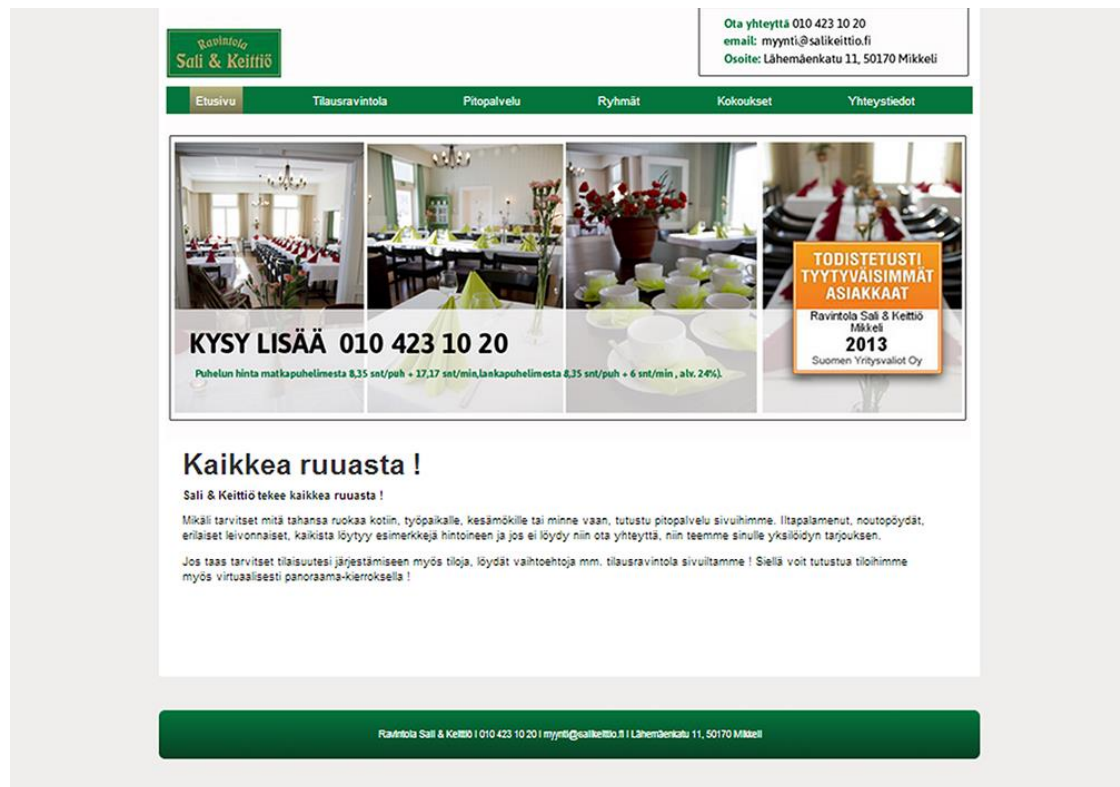 Ravintola
Sali & Keittiö
Ota yhteyttä 010 423 10 20
email: myynti@salikeittio.fi
Osoite: Lähemäenkatu 11, 50170 Mikkeli
Etusivu Tilausravintola Pitopalvelu Ryhmät Kokoukset Yhteystiedot
TODISTETUSTI
TYYTYVÄISIMMÄT
ASIAKKAAT
Ravintola Sali & Keittiö
Mikkeli
2013
Suomen Yritysvaliot Oy
KYSY LISÄÄ 010 423 10 20
Puhelun hinta matkapuhelimesta 8,35 snt/puh + 17,17 snt/min,lankapuhelimesta 8,35 snt/puh + 6 snt/min , alv. 24%).
Kaikkea ruuasta !
Sali & Keittiö tekee kaikkea ruuasta !
Mikäli tarvitset mitä tahansa ruokaa kotiin, työpaikalle, kesämökille tai minne vaan, tutustu pitopalvelu sivuihimme. Iltapalamenut, noutopöydät,
erilaiset leivonnaiset, kaikista löytyy esimerkkejä hintoineen ja jos ei löydy niin ota yhteyttä, niin teemme sinulle yksilöidyn tarjouksen.
Jos taas tarvitset tilaisuutesi järjestämiseen myös tiloja, löydät vaihtoehtoja mm. tilausravintola sivuiltamme ! Siellä voit tutustua tiloihimme
myös virtuaalisesti panoraama-kierroksella !
Ravintola Sali & Keittiö I 010 423 10 20 I myynti@salikeittio.fi I Lähemäenkatu 11, 50170 Mikkeli